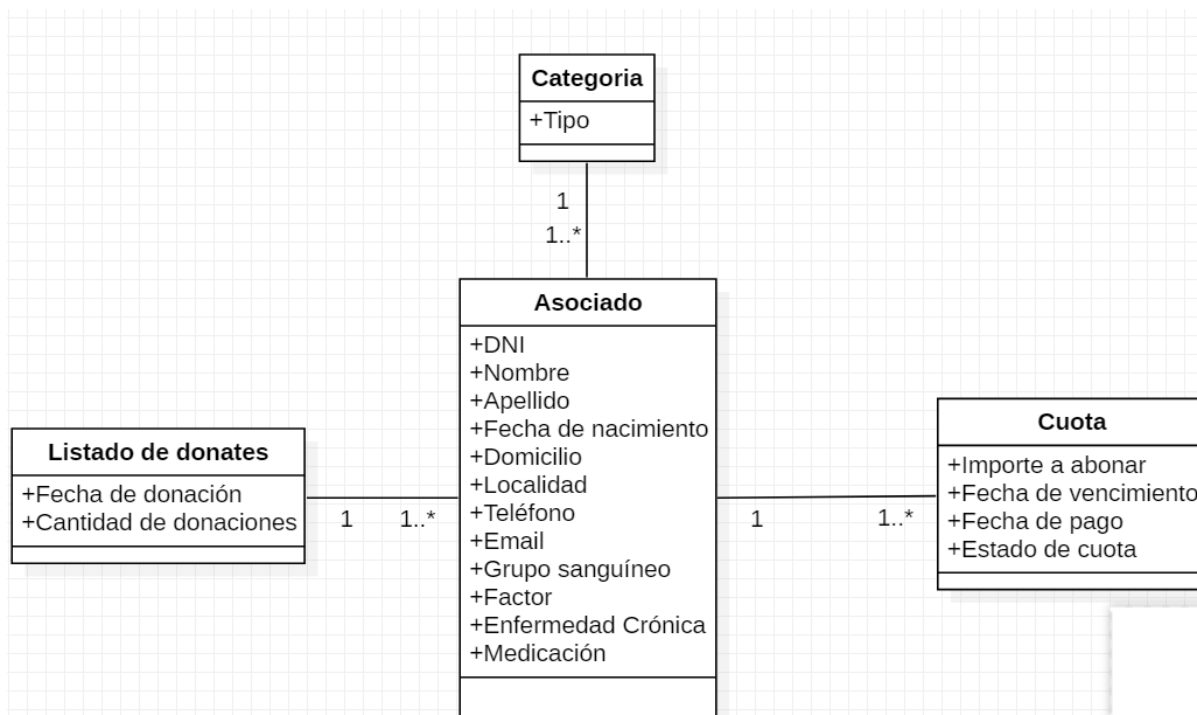 Categoria
+Tipo
1
1..*
Asociado
+DNI
+Nombre
+Apellido
+Fecha de nacimiento
+Domicilio
+Localidad
+Teléfono
+Email
+Grupo sanguíneo
+Factor
+Enfermedad Crónica
+Medicación
Listado de donates
+Fecha de donación
+Cantidad de donaciones
1
1..*
1
1..*
Cuota
+Importe a abonar
+Fecha de vencimiento
+Fecha de pago
+Estado de cuota